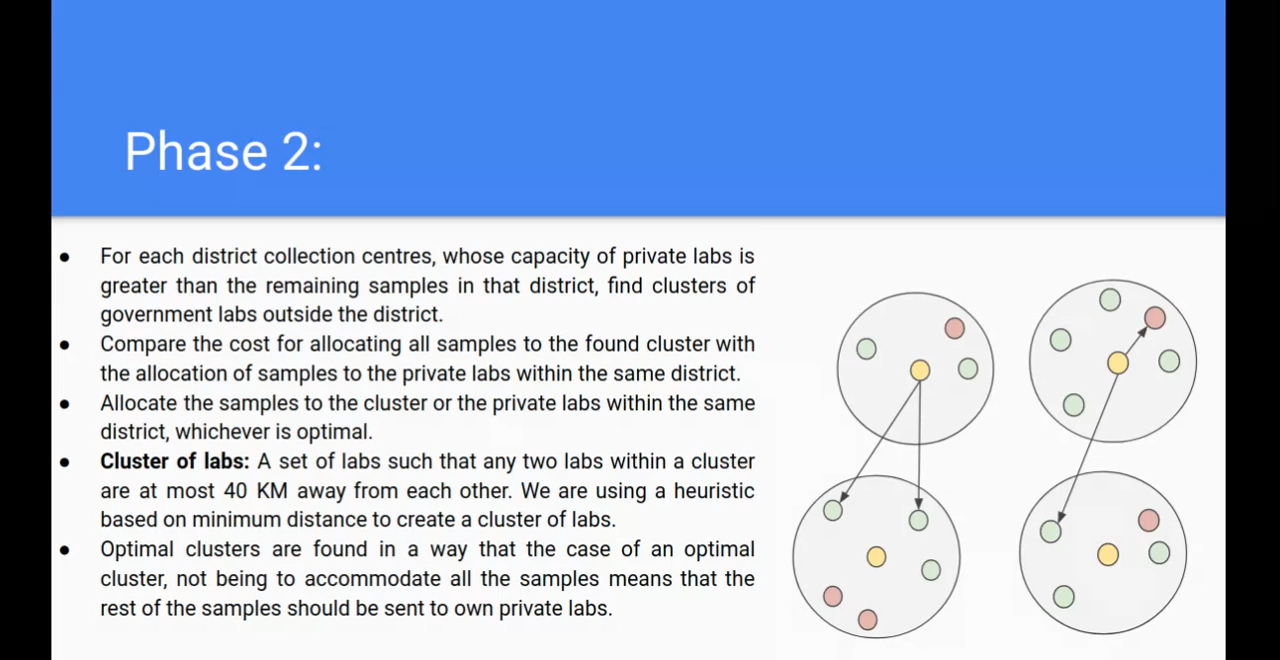 Phase 2:
● For each district collection centres, whose capacity of private labs is
greater than the remaining samples in that district, find clusters of
government labs outside the district.
● Compare the cost for allocating all samples to the found cluster with
the allocation of samples to the private labs within the same district.
● Allocate the samples to the cluster or the private labs within the same
district, whichever is optimal.
● Cluster of labs: A set of labs such that any two labs within a cluster
are at most 40 KM away from each other. We are using a heuristic
based on minimum distance to create a cluster of labs.
● Optimal clusters are found in a way that the case of an optimal
cluster, not being to accommodate all the samples means that the
rest of the samples should be sent to own private labs.